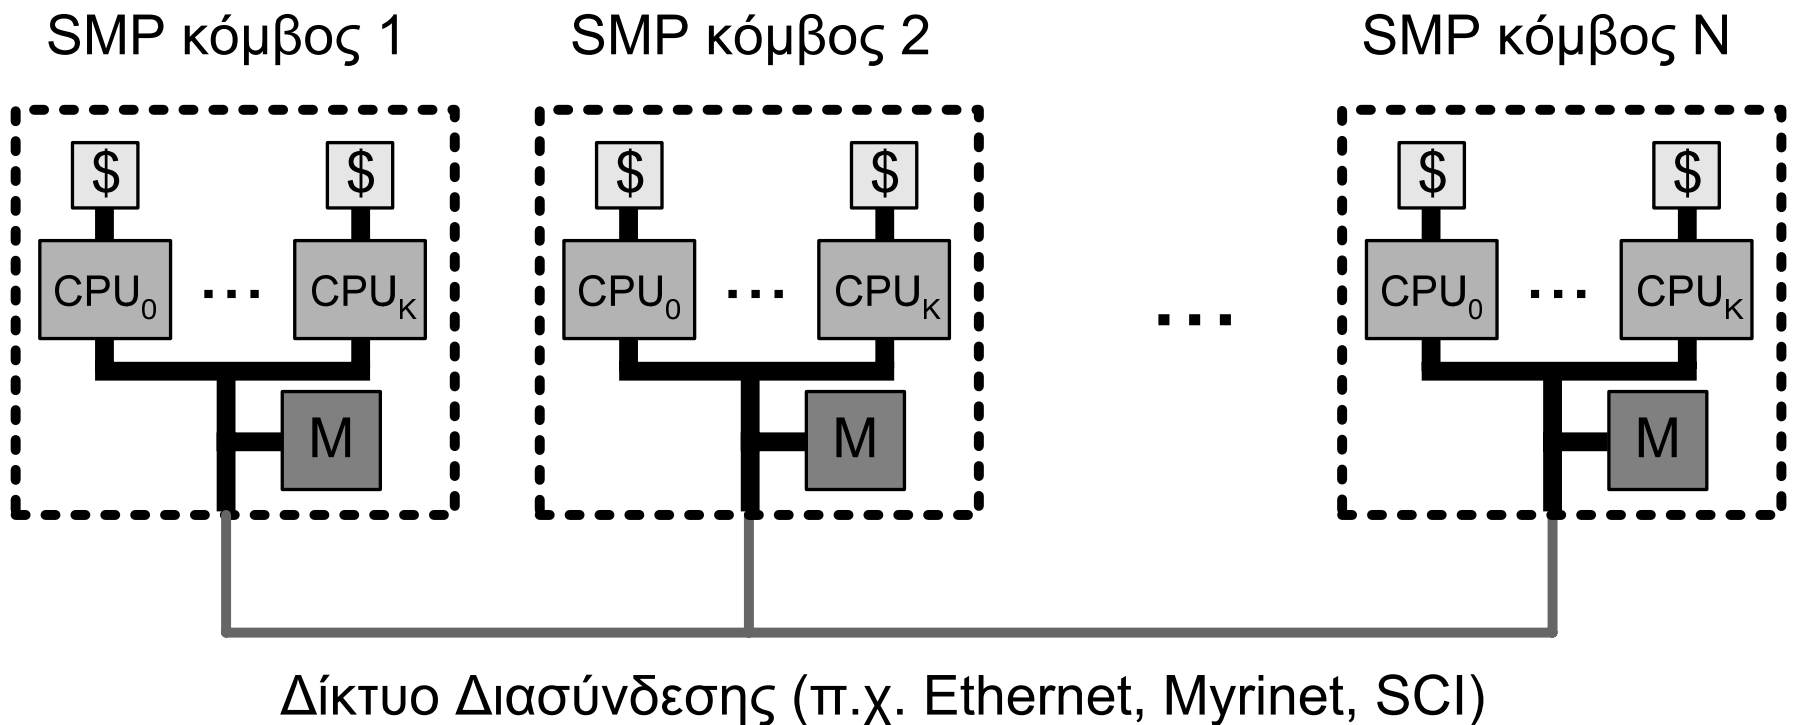 SMP κόμβος 1
SMP κόμβος 2
SMP κόμβος N
$ $ $ $ $ $
CPU0 ... CPUK CPU0 ... CPUK ... CPU0 ... CPUK
M M M
Δίκτυο Διασύνδεσης (π.χ. Ethernet, Myrinet, SCI)